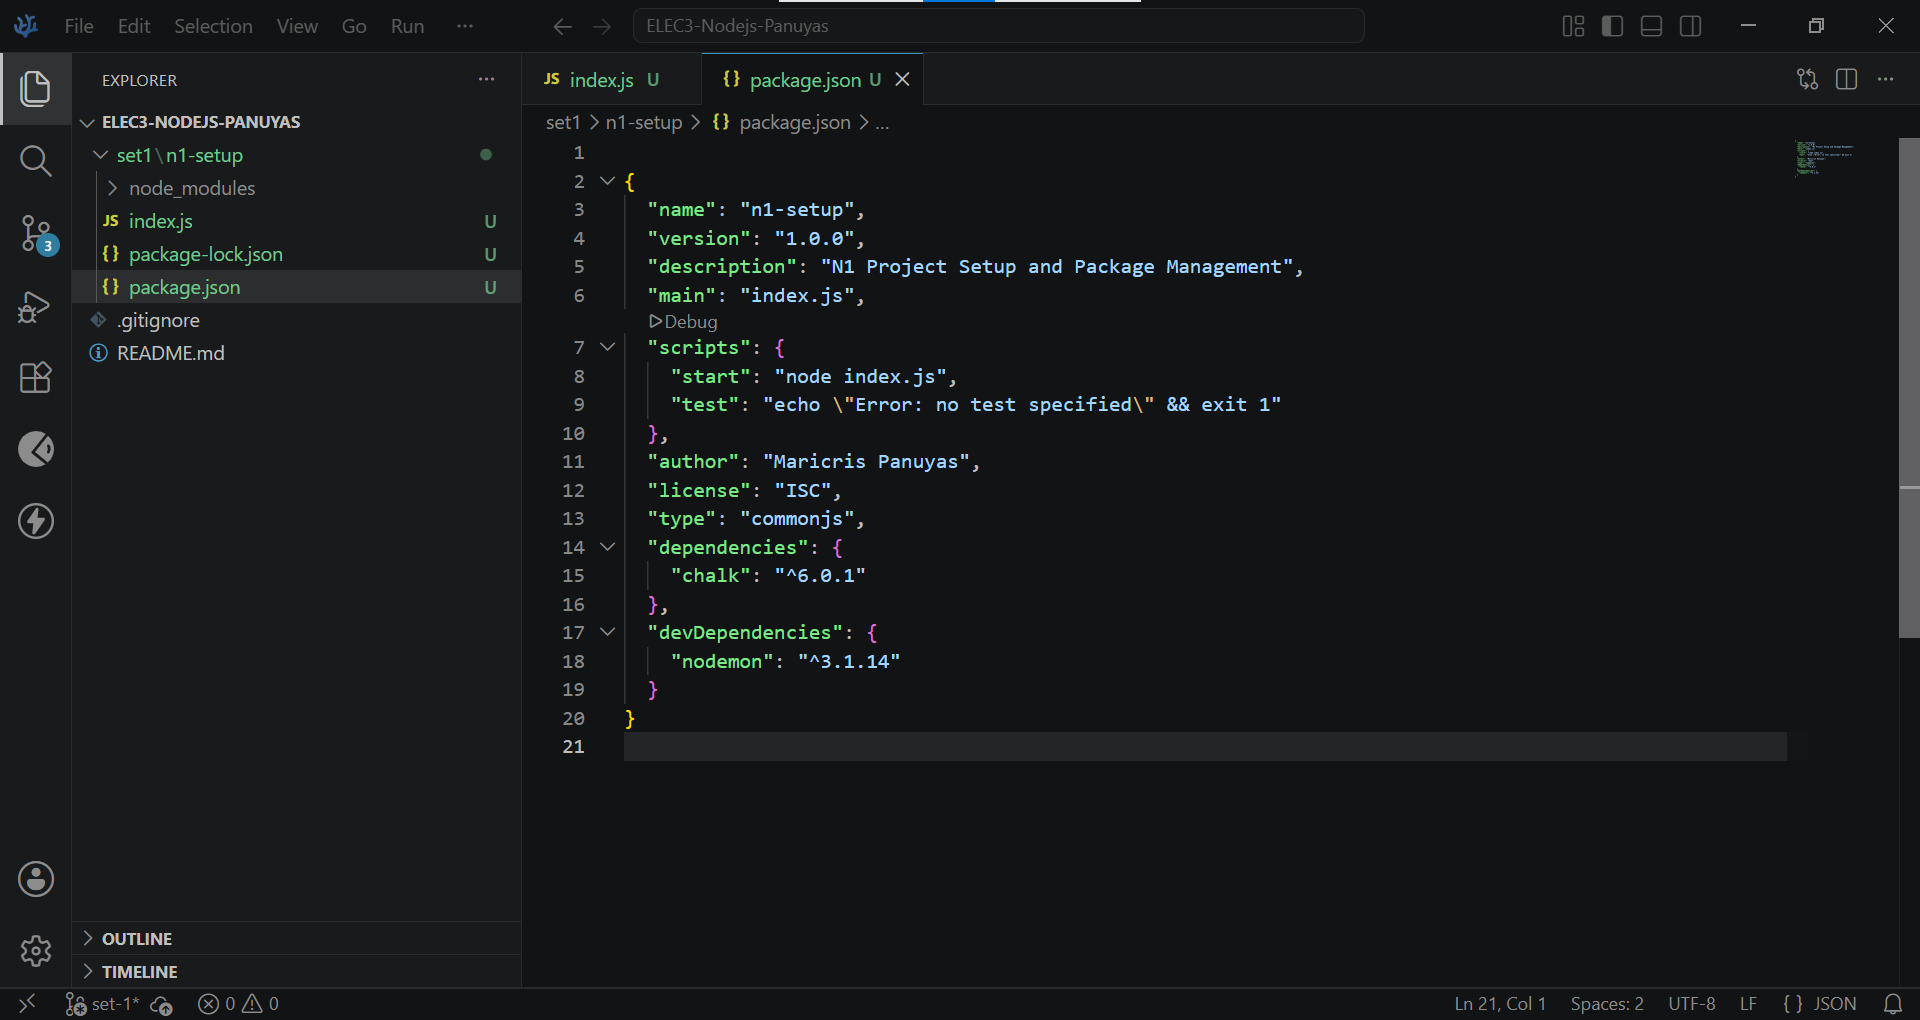 File Edit Selection View Go Run ...
ELEC3-Nodejs-Panuyas
EXPLORER
ELEC3-NODEJS-PANUYAS
set1\n1-setup
node_modules
JS index.js U
{} package-lock.json U
{} package.json U
.gitignore
README.md
OUTLINE
TIMELINE
3
JS index.js U
{} package.json U
set1 > n1-setup > {} package.json > ...
1
2 {
3 "name": "n1-setup",
4 "version": "1.0.0",
5 "description": "N1 Project Setup and Package Management",
6 "main": "index.js",
Debug
7 "scripts": {
8 "start": "node index.js",
9 "test": "echo \"Error: no test specified\" && exit 1"
10 },
11 "author": "Maricris Panuyas",
12 "license": "ISC",
13 "type": "commonjs",
14 "dependencies": {
15 "chalk": "^6.0.1"
16 },
17 "devDependencies": {
18 "nodemon": "^3.1.14"
19 }
20 }
21
set-1* 0 0
Ln 21, Col 1 Spaces: 2 UTF-8 LF {} JSON